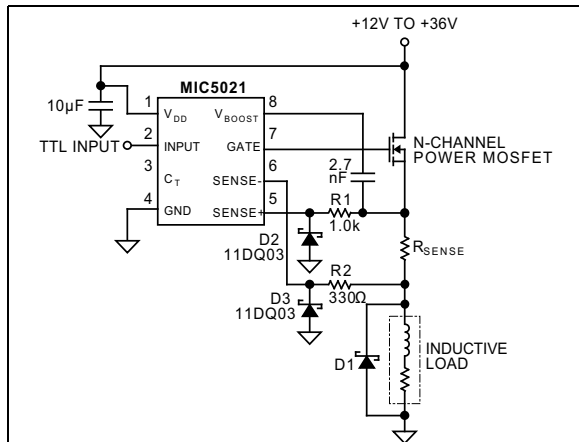 +12V TO +36V
MIC5021
10µF
1
VDD
VBOOST
8
TTL INPUT
2
INPUT
GATE
7
N-CHANNEL
POWER MOSFET
2.7
nF
3
CT
SENSE-
6
4
GND
SENSE+
5
R1
1.0k
D2
11DQ03
RSENSE
R2
330Ω
D3
11DQ03
D1
INDUCTIVE
LOAD